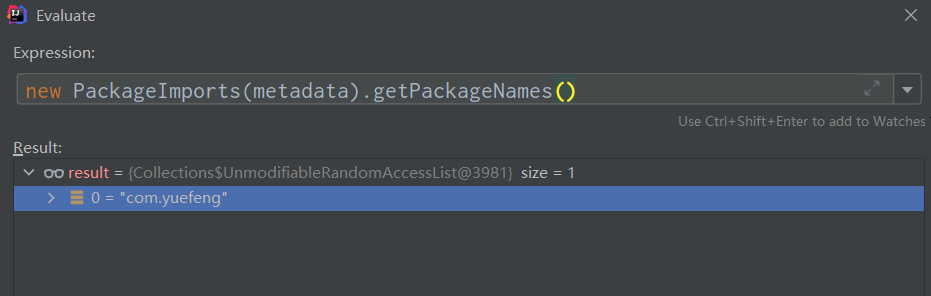 Evaluate
Expression:
new PackageImports(metadata).getPackageNames()
Use Ctrl+Shift+Enter to add to Watches
Result:
result = {Collections$UnmodifiableRandomAccessList@3981} size = 1
0 = "com.yuefeng"